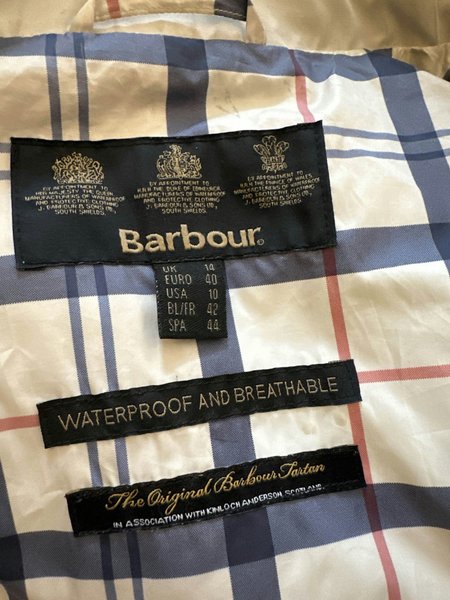 BY APPOINTMENT TO
HER MAJESTY THE QUEEN
MANUFACTURERS OF WATERPROOF
AND PROTECTIVE CLOTHING
J. BARBOUR & SONS LTD.,
SOUTH SHIELDS.
BY APPOINTMENT TO
H.R.H. THE DUKE OF EDINBURGH
MANUFACTURERS OF WATERPROOF
AND PROTECTIVE CLOTHING
J. BARBOUR & SONS LTD.,
SOUTH SHIELDS.
BY APPOINTMENT TO
H.R.H. THE PRINCE OF WALES
MANUFACTURERS OF WATERPROOF
AND PROTECTIVE CLOTHING
J. BARBOUR & SONS LTD.,
SOUTH SHIELDS.
Barbour®
UK 14
EURO 40
USA 10
BL/FR 42
SPA 44
WATERPROOF AND BREATHABLE
The Original Barbour Tartan
IN ASSOCIATION WITH KINLOCH ANDERSON, SCOTLAND.